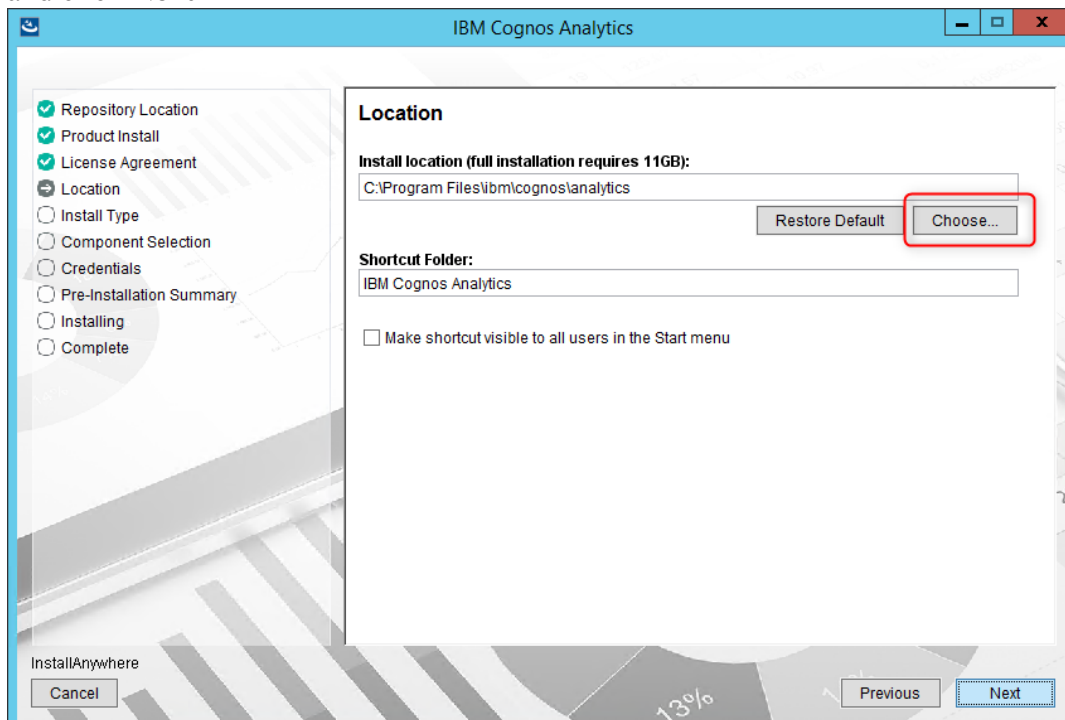 IBM Cognos Analytics
Repository Location
Product Install
License Agreement
Location
Install Type
Component Selection
Credentials
Pre-Installation Summary
Installing
Complete
Location
Install location (full installation requires 11GB):
C:\Program Files\ibm\cognos\analytics
Restore Default Choose...
Shortcut Folder:
IBM Cognos Analytics
Make shortcut visible to all users in the Start menu
InstallAnywhere
Cancel Previous Next
13%